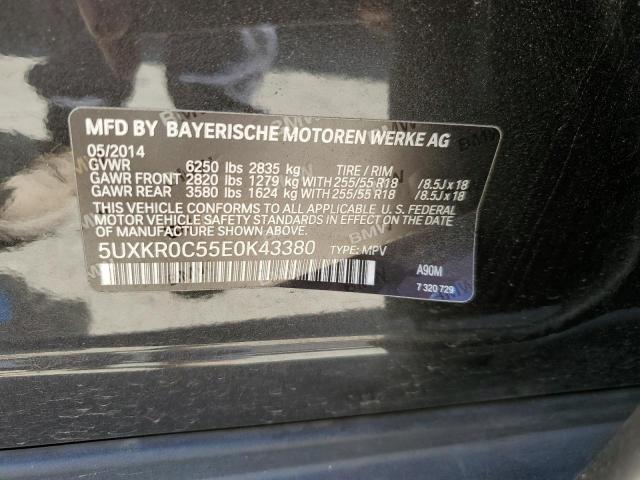 MFD BY BAYERISCHE MOTOREN WERKE AG
05/2014
GVWR 6250 lbs 2835 kg TIRE / RIM
GAWR FRONT 2820 lbs 1279 kg WITH 255/55 R18 /8.5J x 18
GAWR REAR 3580 lbs 1624 kg WITH 255/55 R18 /8.5J x 18
THIS VEHICLE CONFORMS TO ALL APPLICABLE U. S. FEDERAL
MOTOR VEHICLE SAFETY STANDARDS IN EFFECT ON THE DATE
OF MANUFACTURE SHOWN ABOVE.
5UXKR0C55E0K43380 TYPE: MPV
A90M
7 320 729